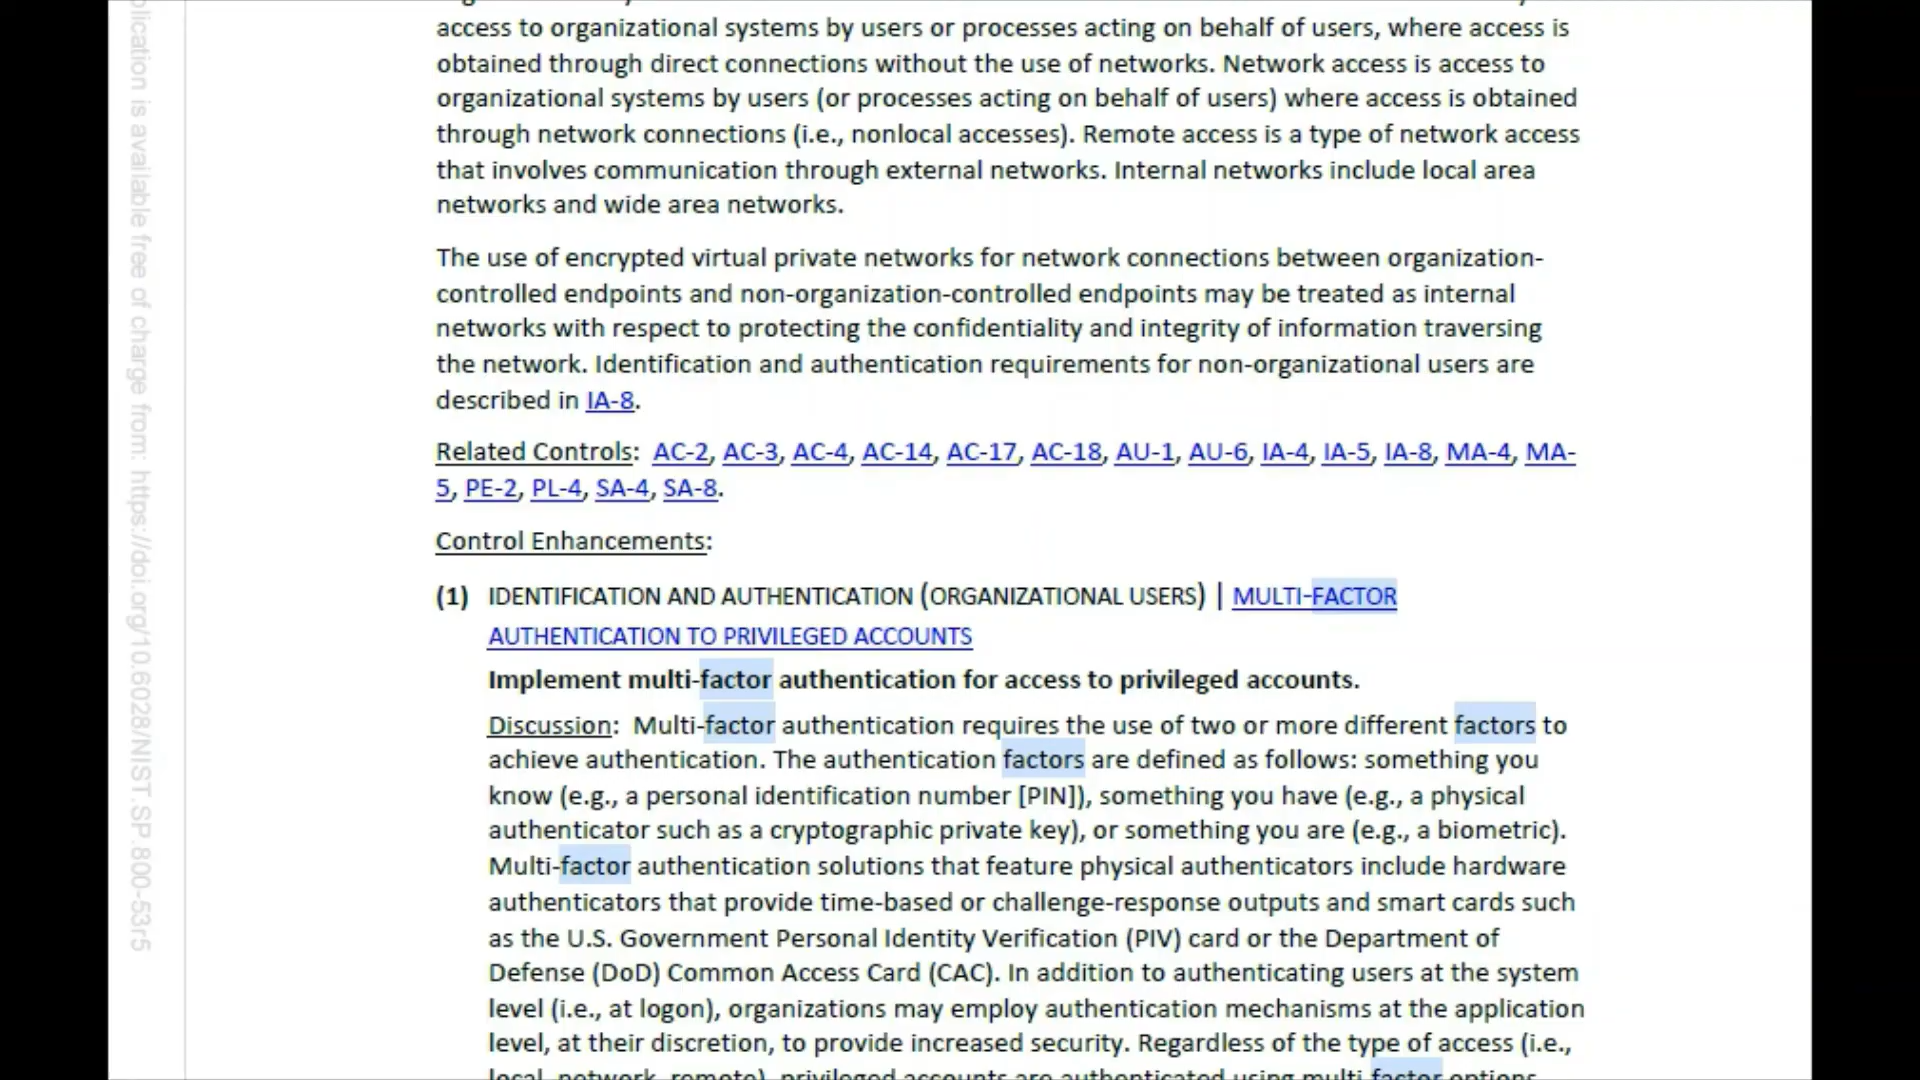 access to organizational systems by users or processes acting on behalf of users, where access is
obtained through direct connections without the use of networks. Network access is access to
organizational systems by users (or processes acting on behalf of users) where access is obtained
through network connections (i.e., nonlocal accesses). Remote access is a type of network access
that involves communication through external networks. Internal networks include local area
networks and wide area networks.
The use of encrypted virtual private networks for network connections between organization-
controlled endpoints and non-organization-controlled endpoints may be treated as internal
networks with respect to protecting the confidentiality and integrity of information traversing
the network. Identification and authentication requirements for non-organizational users are
described in IA-8.
Related Controls: AC-2, AC-3, AC-4, AC-14, AC-17, AC-18, AU-1, AU-6, IA-4, IA-5, IA-8, MA-4, MA-
5, PE-2, PL-4, SA-4, SA-8.
Control Enhancements:
(1) IDENTIFICATION AND AUTHENTICATION (ORGANIZATIONAL USERS) | MULTI-FACTOR
AUTHENTICATION TO PRIVILEGED ACCOUNTS
Implement multi-factor authentication for access to privileged accounts.
Discussion: Multi-factor authentication requires the use of two or more different factors to
achieve authentication. The authentication factors are defined as follows: something you
know (e.g., a personal identification number [PIN]), something you have (e.g., a physical
authenticator such as a cryptographic private key), or something you are (e.g., a biometric).
Multi-factor authentication solutions that feature physical authenticators include hardware
authenticators that provide time-based or challenge-response outputs and smart cards such
as the U.S. Government Personal Identity Verification (PIV) card or the Department of
Defense (DoD) Common Access Card (CAC). In addition to authenticating users at the system
level (i.e., at logon), organizations may employ authentication mechanisms at the application
level, at their discretion, to provide increased security. Regardless of the type of access (i.e.,
local, network, remote), privileged accounts are authenticated using multi-factor options
plication is available free of charge from: https://doi.org/10.6028/NIST.SP.800-53r5